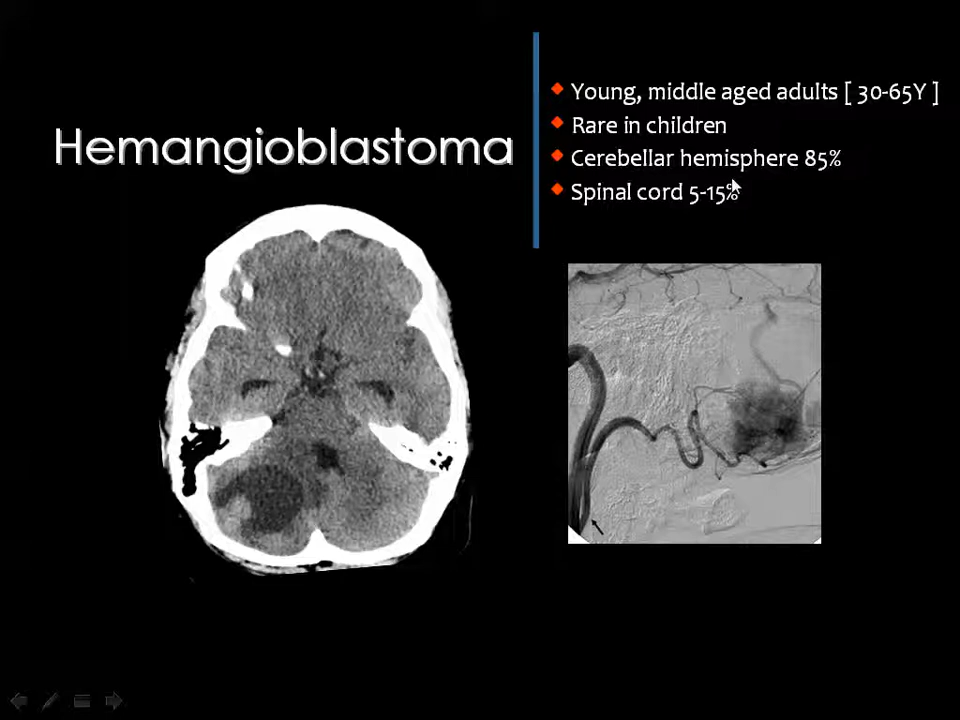 Hemangioblastoma
Young, middle aged adults [ 30-65Y ]
Rare in children
Cerebellar hemisphere 85%
Spinal cord 5-15%